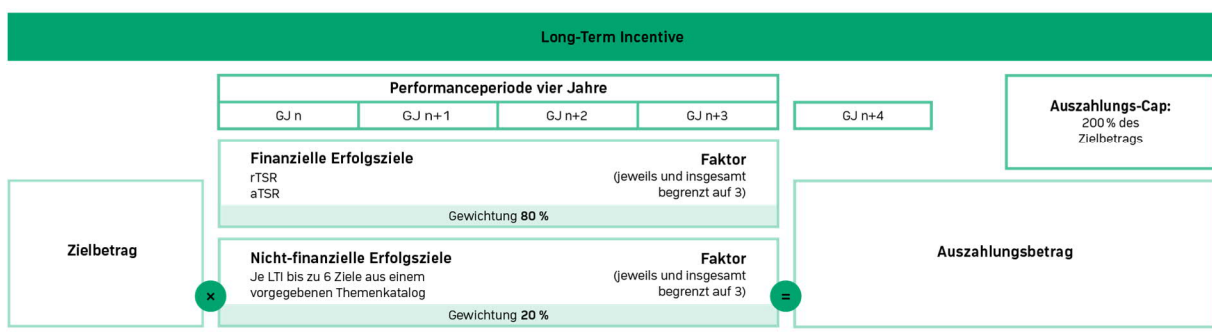 Long-Term Incentive
Performanceperiode vier Jahre
GJ n
GJ n+1
GJ n+2
GJ n+3
GJ n+4
Auszahlungs-Cap:
200 % des
Zielbetrags
Finanzielle Erfolgsziele
rTSR
aTSR
Faktor
(jeweils und insgesamt
begrenzt auf 3)
Gewichtung 80 %
Zielbetrag
×
Nicht-finanzielle Erfolgsziele
Je LTI bis zu 6 Ziele aus einem
vorgegebenen Themenkatalog
Faktor
(jeweils und insgesamt
begrenzt auf 3)
Gewichtung 20 %
=
Auszahlungsbetrag